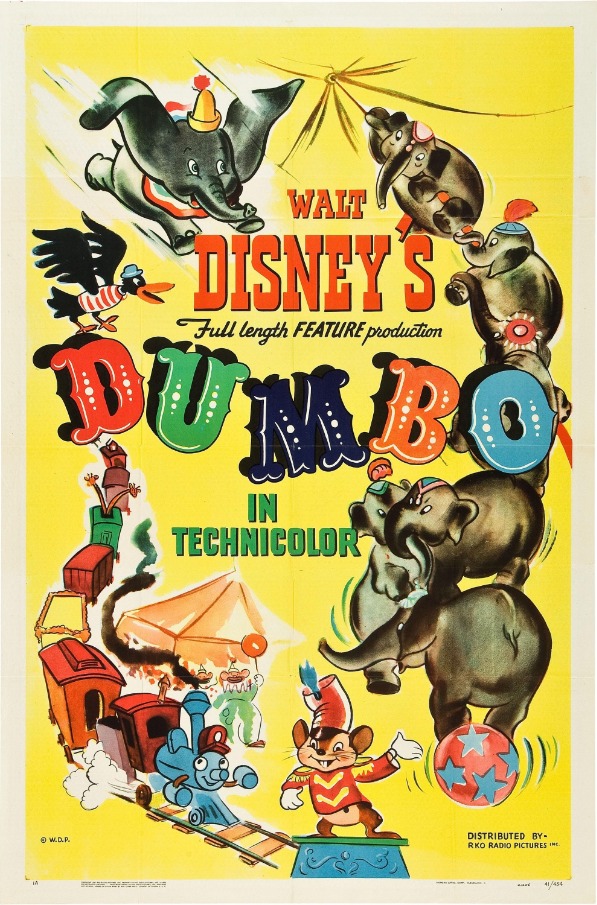 WALT
DISNEY'S
Full length FEATURE production
DUMBO
IN
TECHNICOLOR
© W.D.P.
DISTRIBUTED BY-
RKO RADIO PICTURES INC.
41/454